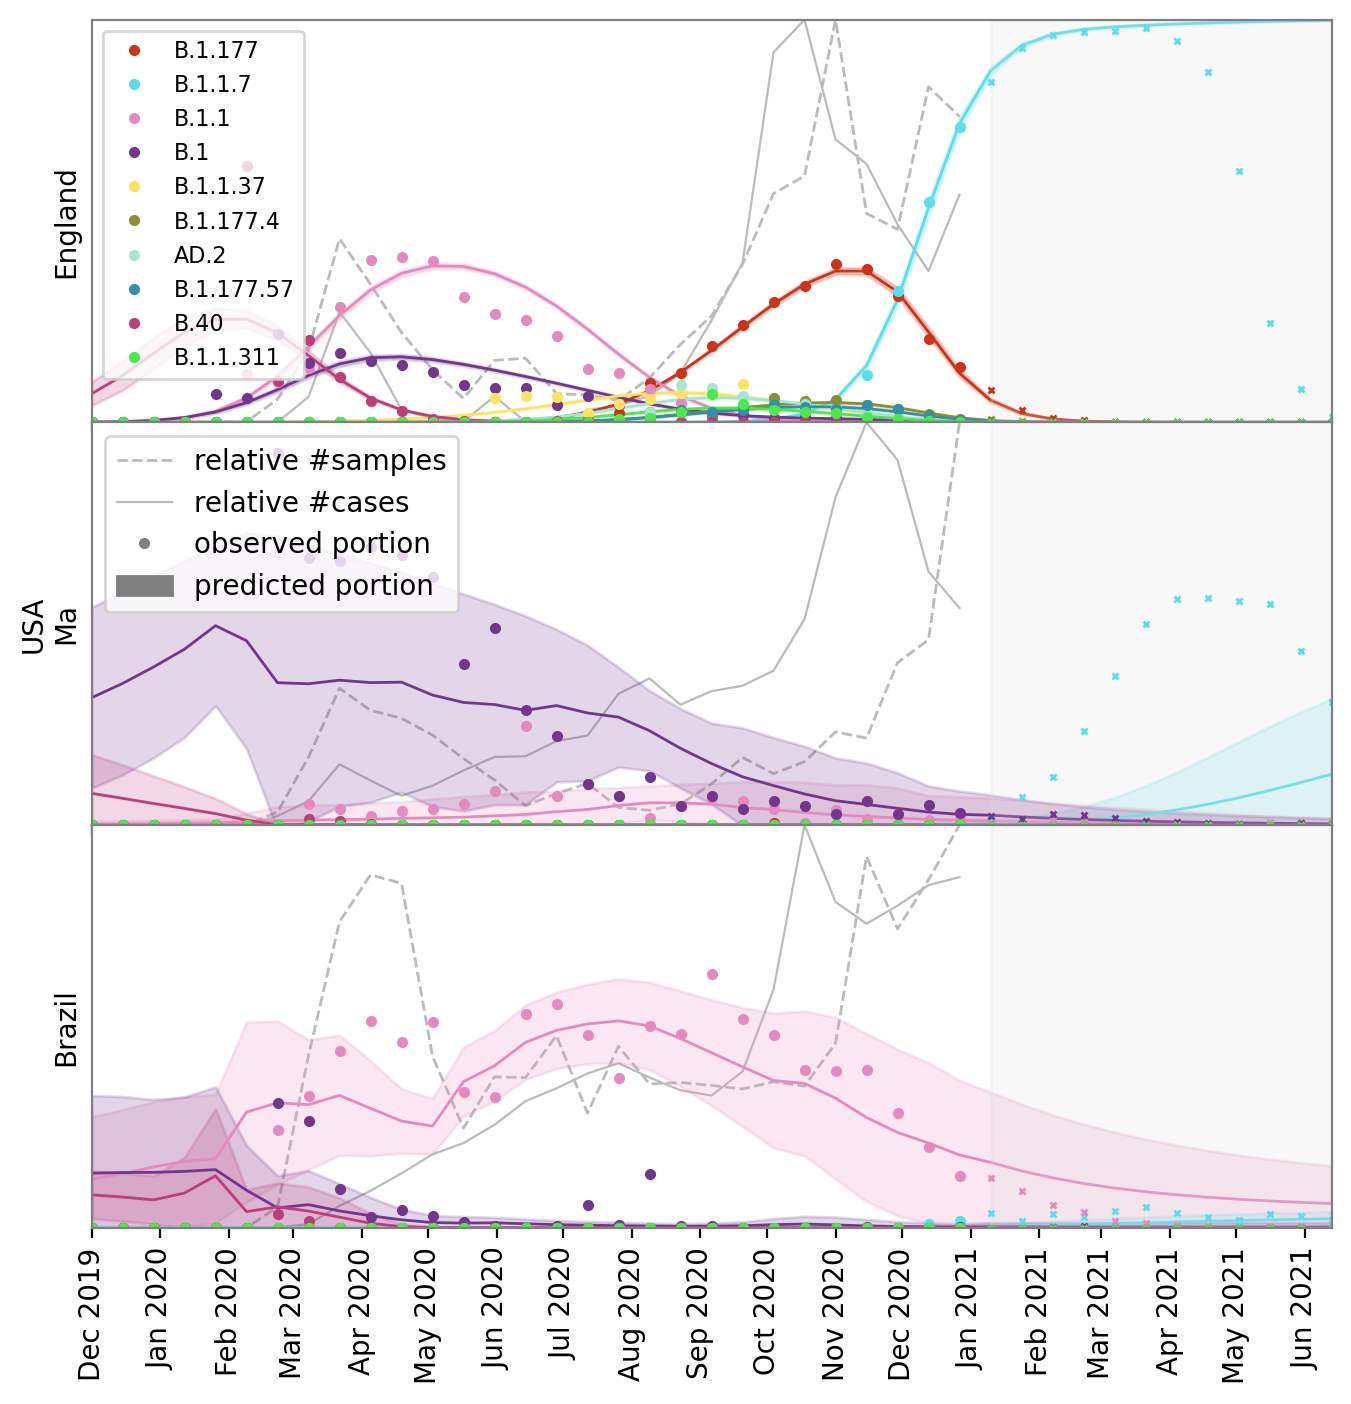 England
B.1.177
B.1.1.7
B.1.1
B.1
B.1.1.37
B.1.177.4
AD.2
B.1.177.57
B.40
B.1.1.311
USA
Ma
relative #samples
relative #cases
observed portion
predicted portion
Brazil
Dec 2019
Jan 2020
Feb 2020
Mar 2020
Apr 2020
May 2020
Jun 2020
Jul 2020
Aug 2020
Sep 2020
Oct 2020
Nov 2020
Dec 2020
Jan 2021
Feb 2021
Mar 2021
Apr 2021
May 2021
Jun 2021